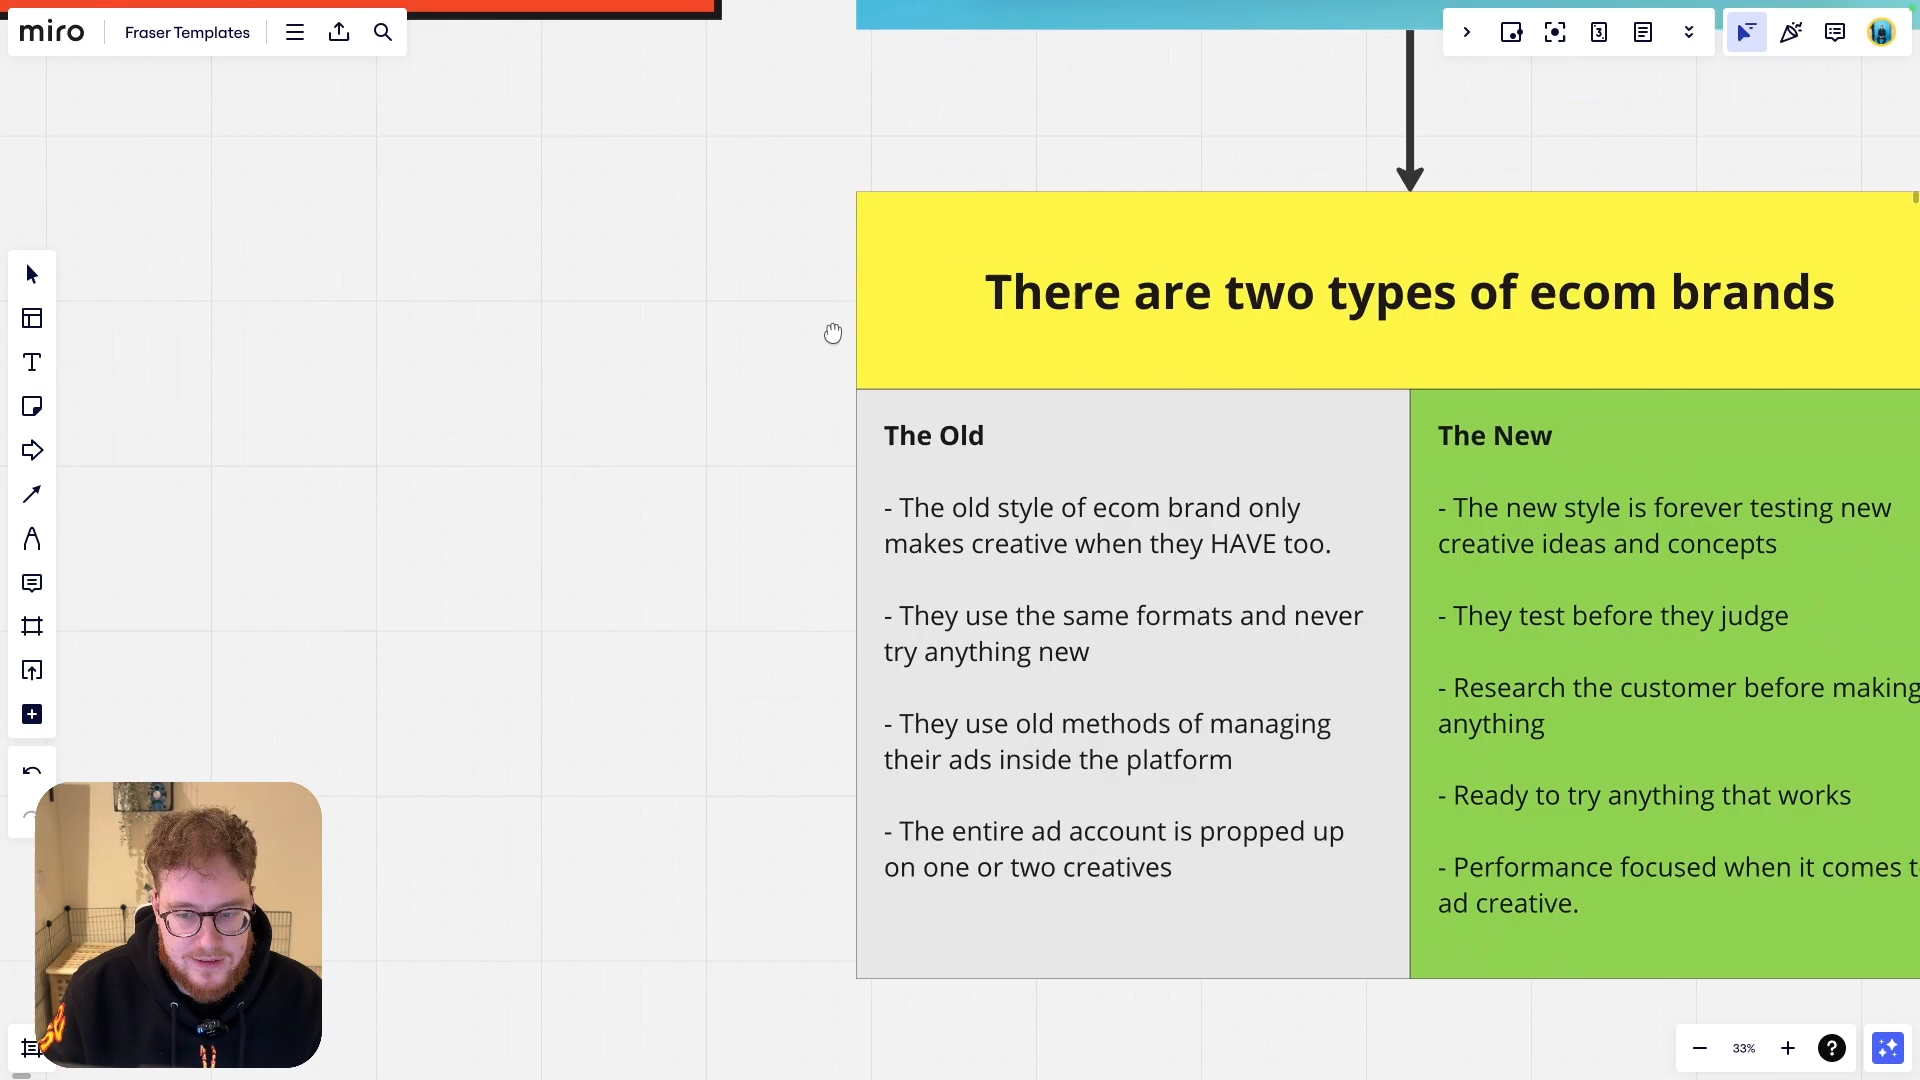 miro
Fraser Templates
3
There are two types of ecom brands
The Old
- The old style of ecom brand only
makes creative when they HAVE too.
- They use the same formats and never
try anything new
- They use old methods of managing
their ads inside the platform
- The entire ad account is propped up
on one or two creatives
The New
- The new style is forever testing new
creative ideas and concepts
- They test before they judge
- Research the customer before making
anything
- Ready to try anything that works
- Performance focused when it comes t
ad creative.
33%
?